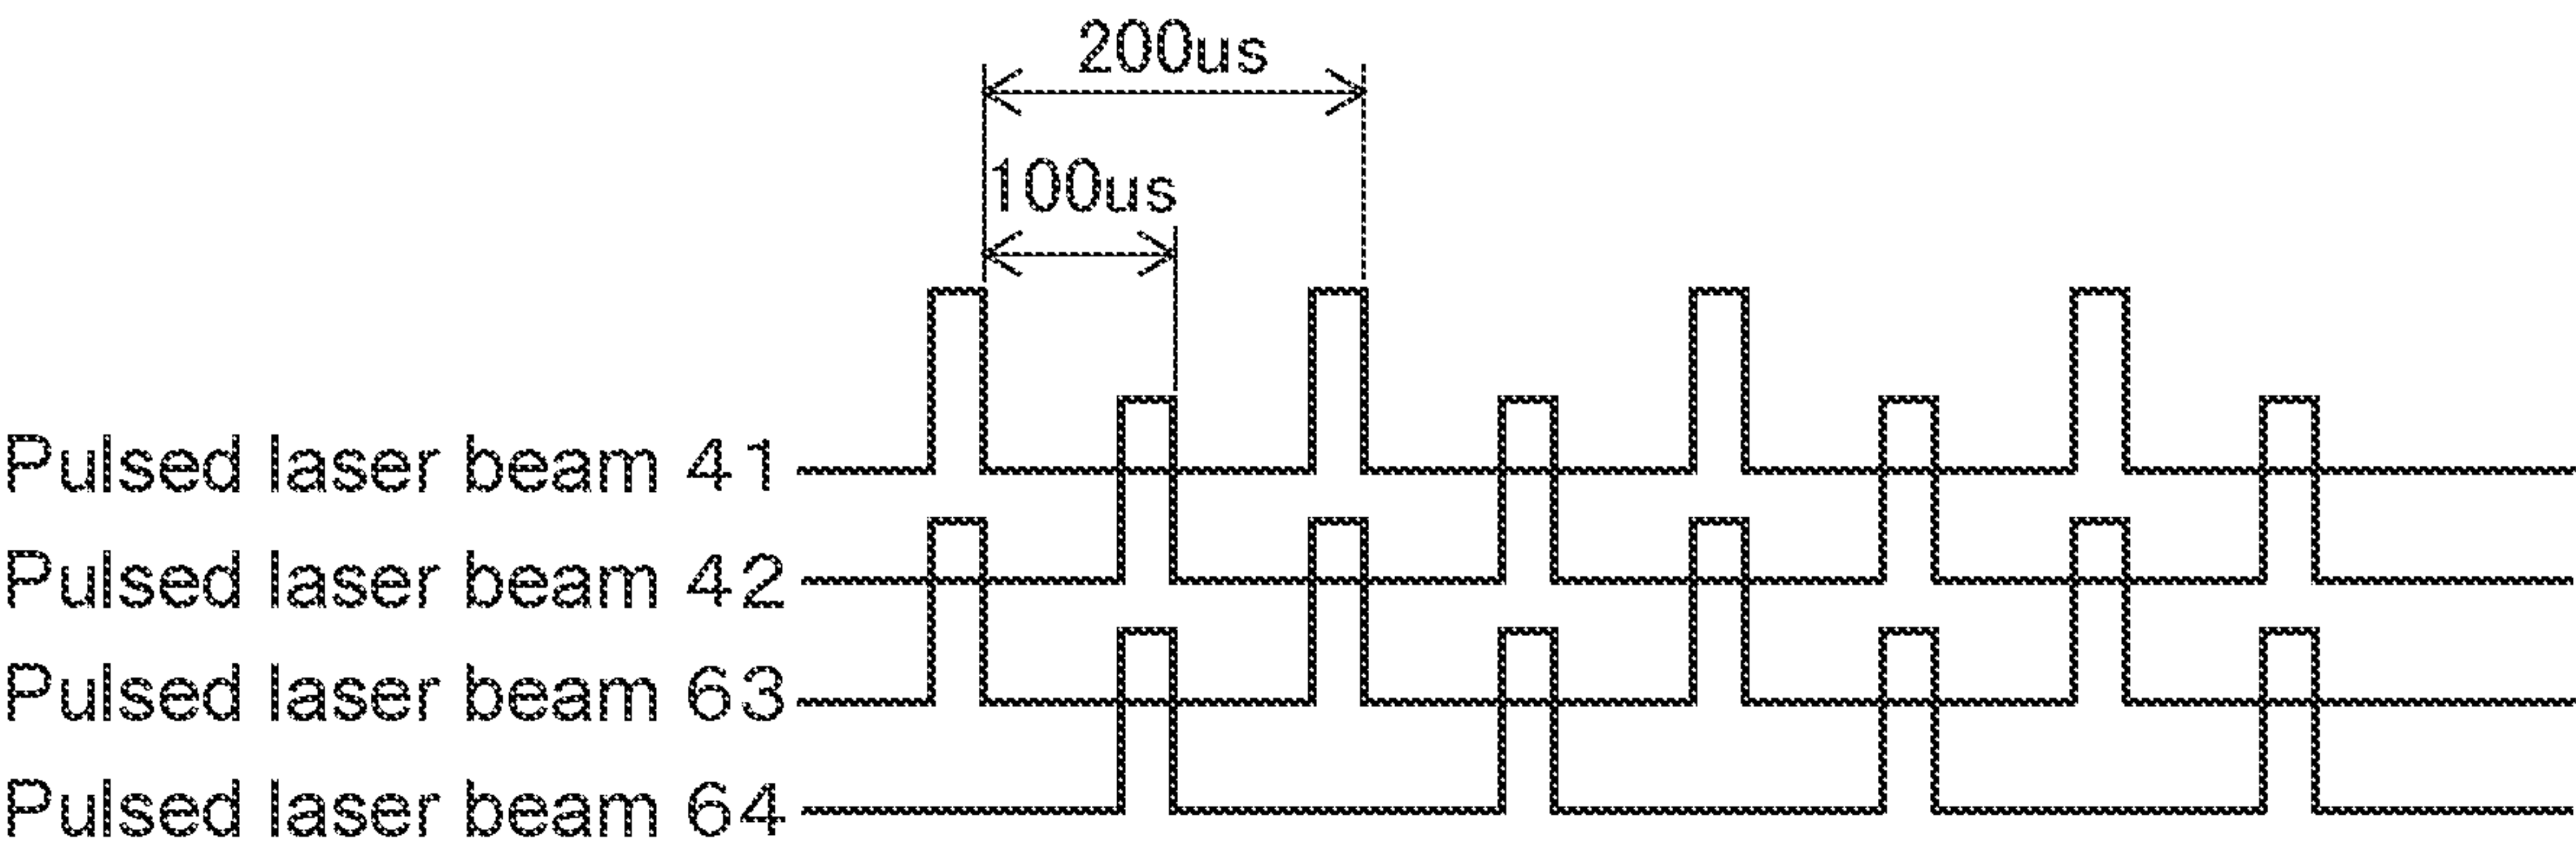 200us
100us
Pulsed laser beam 41
Pulsed laser beam 42
Pulsed laser beam 63
Pulsed laser beam 64